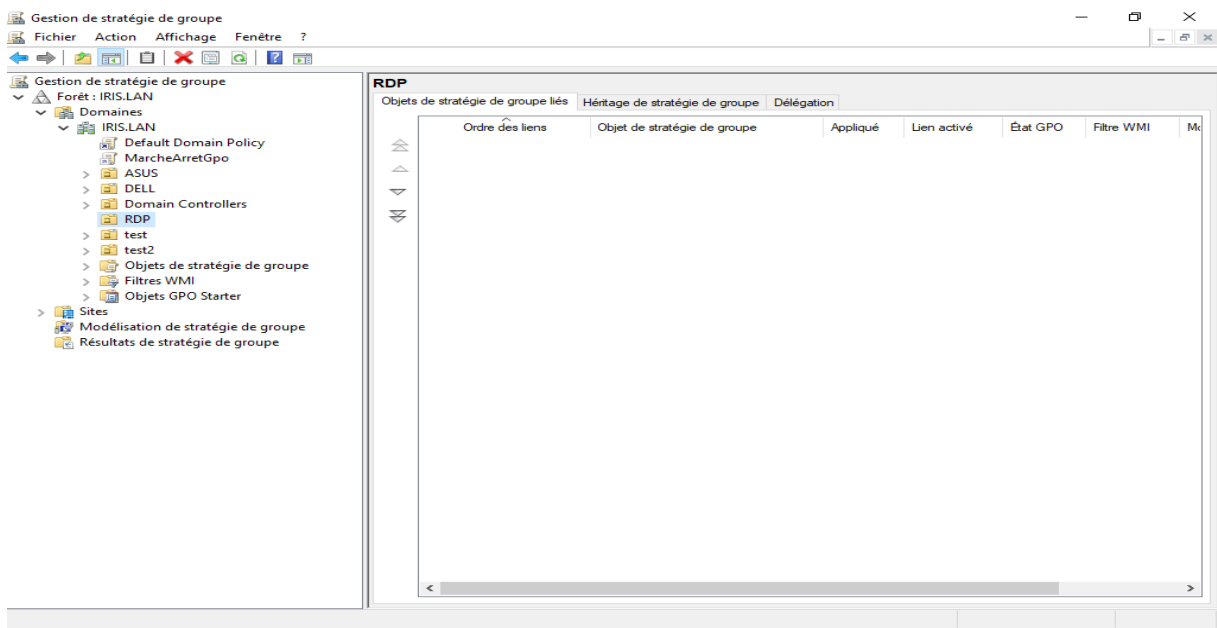 Gestion de stratégie de groupe
Fichier Action Affichage Fenêtre ?
Gestion de stratégie de groupe
Forêt : IRIS.LAN
Domaines
IRIS.LAN
Default Domain Policy
MarcheArretGpo
ASUS
DELL
Domain Controllers
RDP
test
test2
Objets de stratégie de groupe
Filtres WMI
Objets GPO Starter
Sites
Modélisation de stratégie de groupe
Résultats de stratégie de groupe
RDP
Objets de stratégie de groupe liés Héritage de stratégie de groupe Délégation
Ordre des liens Objet de stratégie de groupe Appliqué Lien activé État GPO Filtre WMI Mo